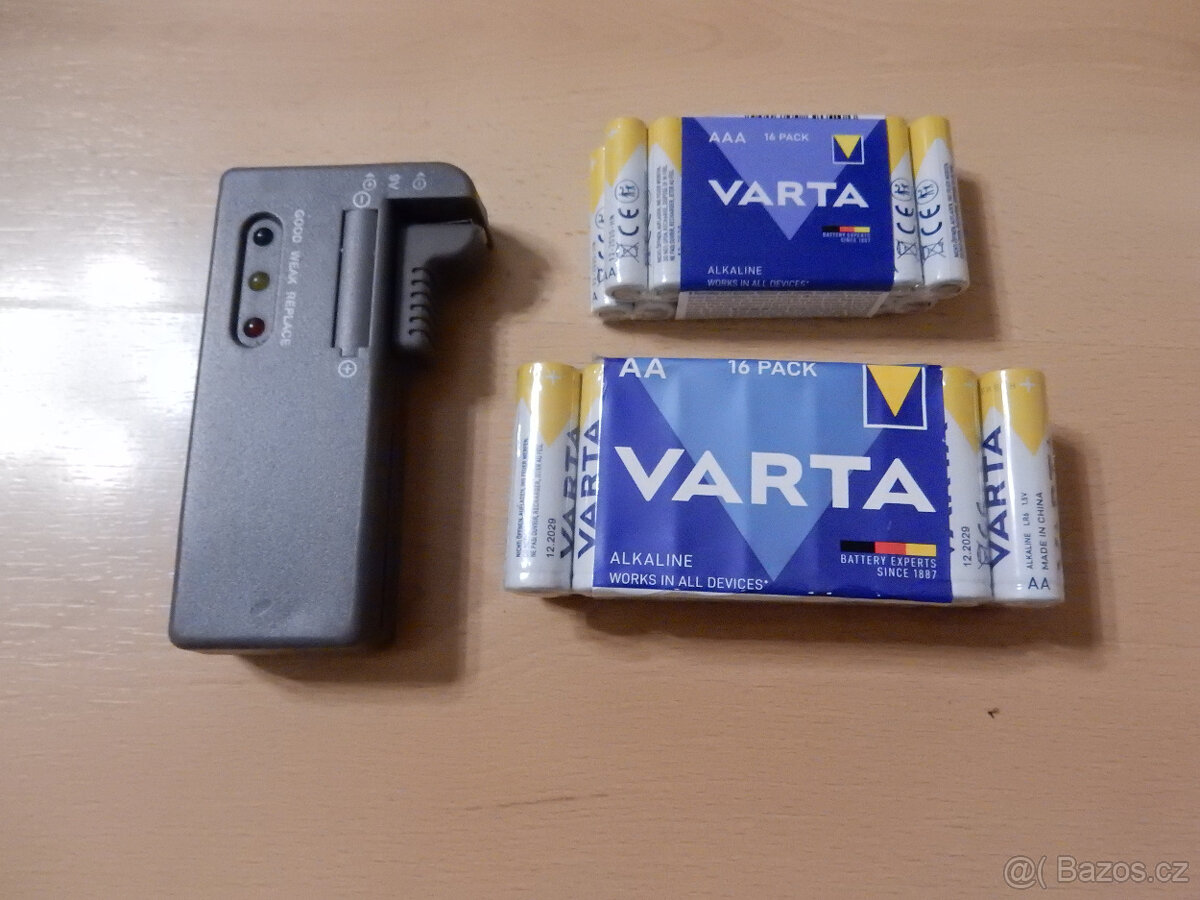 9V
GOOD WEAK REPLACE
AAA 16 PACK
VARTA
BATTERY EXPERTS
SINCE 1887
ALKALINE
WORKS IN ALL DEVICES*
AA 16 PACK
VARTA
BATTERY EXPERTS
SINCE 1887
ALKALINE
WORKS IN ALL DEVICES*
12.2029
VARTA
VARTA
12.2029
VARTA
ALKALINE LR6 1,5V
MADE IN CHINA
AA
@( Bazos.cz